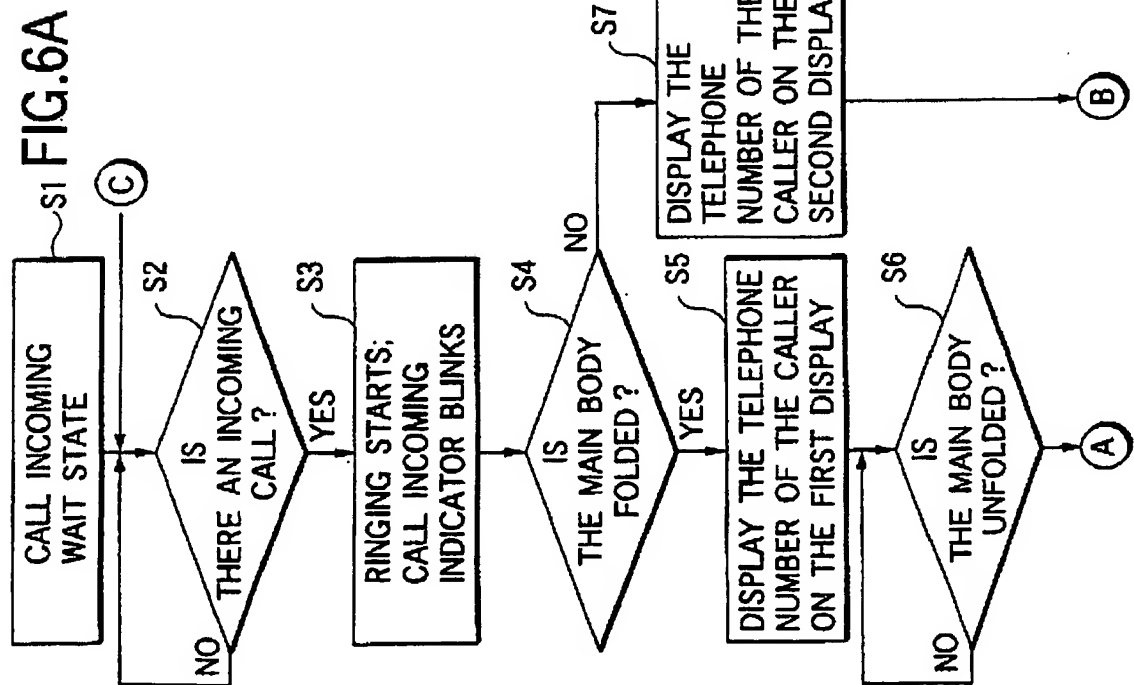 FIG.6A
CALL INCOMING
WAIT STATE
S1
C
S2
IS
THERE AN INCOMING
CALL?
NO
YES
S3
RINGING STARTS;
CALL INCOMING
INDICATOR BLINKS
S4
IS
THE MAIN BODY
FOLDED?
NO
YES
S5
DISPLAY THE TELEPHONE
NUMBER OF THE CALLER
ON THE FIRST DISPLAY
S6
IS
THE MAIN BODY
UNFOLDED?
NO
A
S7
DISPLAY THE
TELEPHONE
NUMBER OF THE
CALLER ON THE
SECOND DISPLA
B